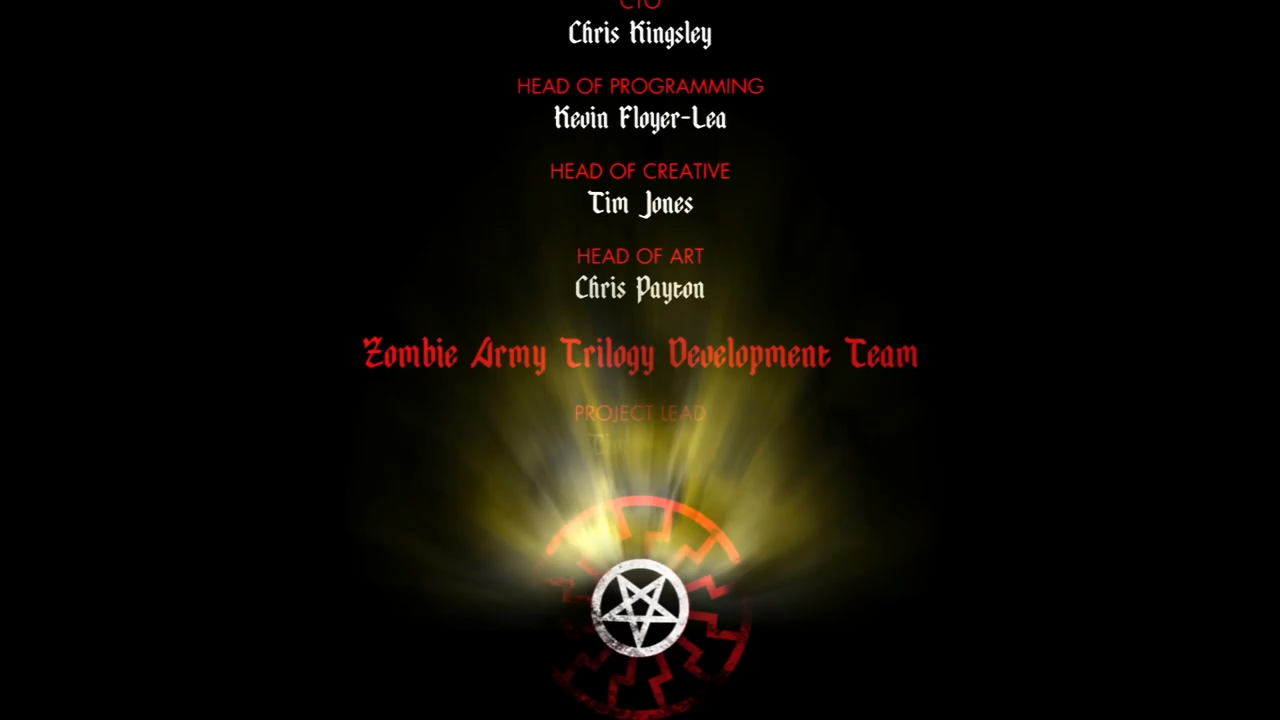 CTO
Chris Kingsley
HEAD OF PROGRAMMING
Kevin Floyer-Lea
HEAD OF CREATIVE
Tim Jones
HEAD OF ART
Chris Payton
Zombie Army Trilogy Development Team
PROJECT LEAD